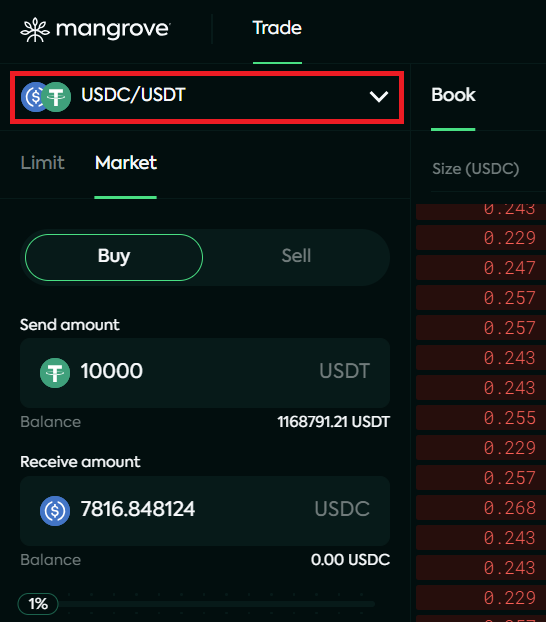 mangrove
Trade
USDC/USDT
Book
Limit
Market
Size (USDC)
0.243
0.229
Buy
Sell
0.247
0.257
Send amount
0.257
10000
USDT
0.243
0.243
Balance
1168791.21 USDT
0.255
0.229
Receive amount
0.257
7816.848124
USDC
0.268
0.243
Balance
0.00 USDC
0.243
1%
0.229
0.257